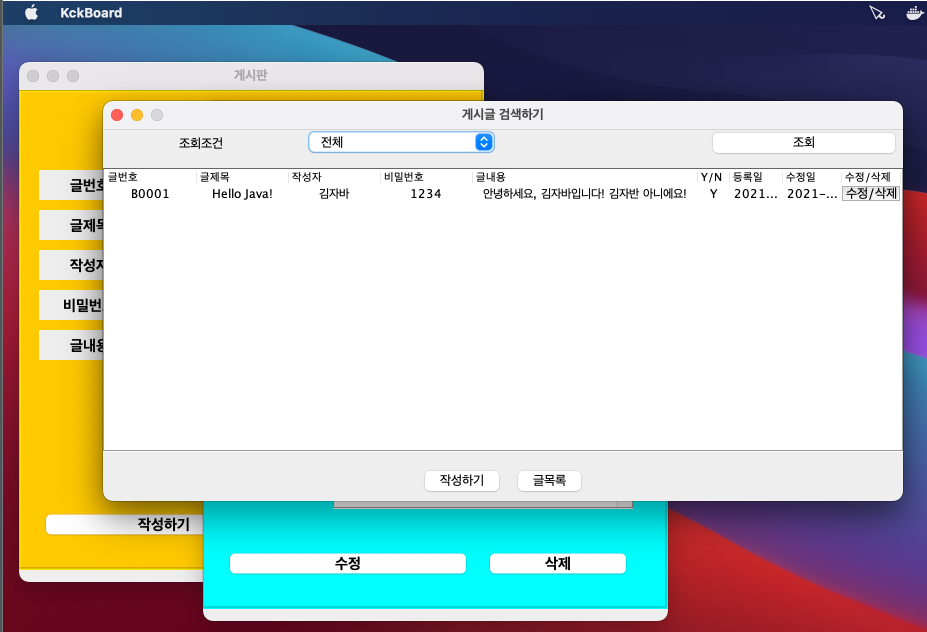 KckBoard
게시판
게시글 검색하기
조회조건 전체 조회
글번호 글제목 작성자 비밀번호 글내용 Y/N 등록일 수정일 수정/삭제
B0001 Hello Java! 김자바 1234 안녕하세요, 김자바입니다! 김자반 아니에요! Y 2021... 2021-... 수정/삭제
글번호
글제목
작성자
비밀번
글내용
작성하기 글목록
작성하기
수정 삭제